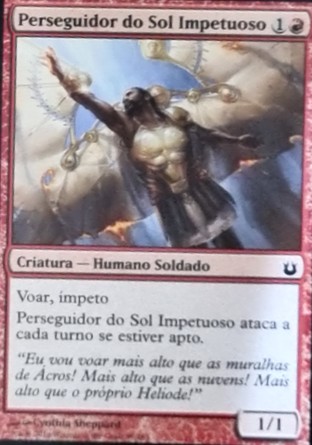 Perseguidor do Sol Impetuoso 1
Criatura — Humano Soldado
Voar, ímpeto
Perseguidor do Sol Impetuoso ataca a
cada turno se estiver apto.
"Eu vou voar mais alto que as muralhas
de Acros! Mais alto que as nuvens! Mais
alto que o próprio Heliode!"
Cynthia Sheppard
1/1